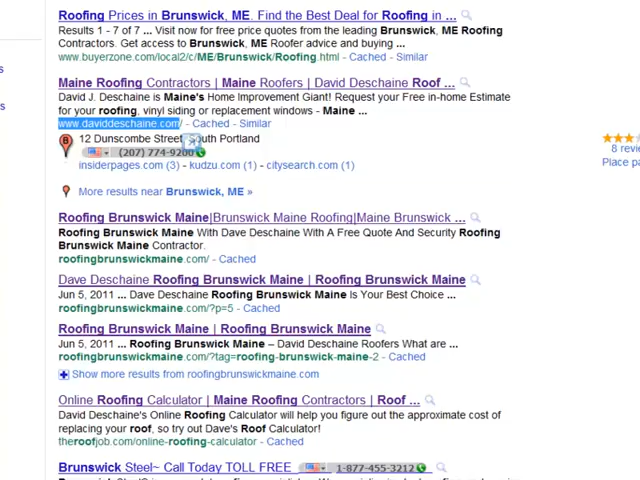 Roofing Prices in Brunswick, ME. Find the Best Deal for Roofing in ...
Results 1 - 7 of 7 ... Visit now for free price quotes from the leading Brunswick, ME Roofing
Contractors. Get access to Brunswick, ME Roofer advice and buying ...
www.buyerzone.com/local2/c/ME/Brunswick/Roofing.html - Cached - Similar
Maine Roofing Contractors | Maine Roofers | David Deschaine Roof ...
David J. Deschaine is Maine's Home Improvement Giant! Request your Free in-home Estimate
for your roofing, vinyl siding or replacement windows - Maine ...
www.daviddeschaine.com/ - Cached - Similar
B
12 Dunscombe Street, South Portland
8 revie
(207) 774-9200
Place pa
insiderpages.com (3) - kudzu.com (1) - citysearch.com (1)
More results near Brunswick, ME »
Roofing Brunswick Maine|Brunswick Maine Roofing|Maine Brunswick ...
Roofing Brunswick Maine With Dave Deschaine With A Free Quote And Security Roofing
Brunswick Maine Contractor.
roofingbrunswickmaine.com/ - Cached
Dave Deschaine Roofing Brunswick Maine | Roofing Brunswick Maine
Jun 5, 2011 ... Dave Deschaine Roofing Brunswick Maine Is Your Best Choice ...
roofingbrunswickmaine.com/?p=5 - Cached
Roofing Brunswick Maine | Roofing Brunswick Maine
Jun 5, 2011 ... Roofing Brunswick Maine – David Deschaine Roofers What are ...
roofingbrunswickmaine.com/?tag=roofing-brunswick-maine-2 - Cached
Show more results from roofingbrunswickmaine.com
Online Roofing Calculator | Maine Roofing Contractors | Roof ...
David Deschaine's Online Roofing Calculator will help you figure out the approximate cost of
replacing your roof, so try out Dave's Roof Calculator!
theroofjob.com/online-roofing-calculator - Cached
Brunswick Steel~ Call Today TOLL FREE 1-877-455-3212